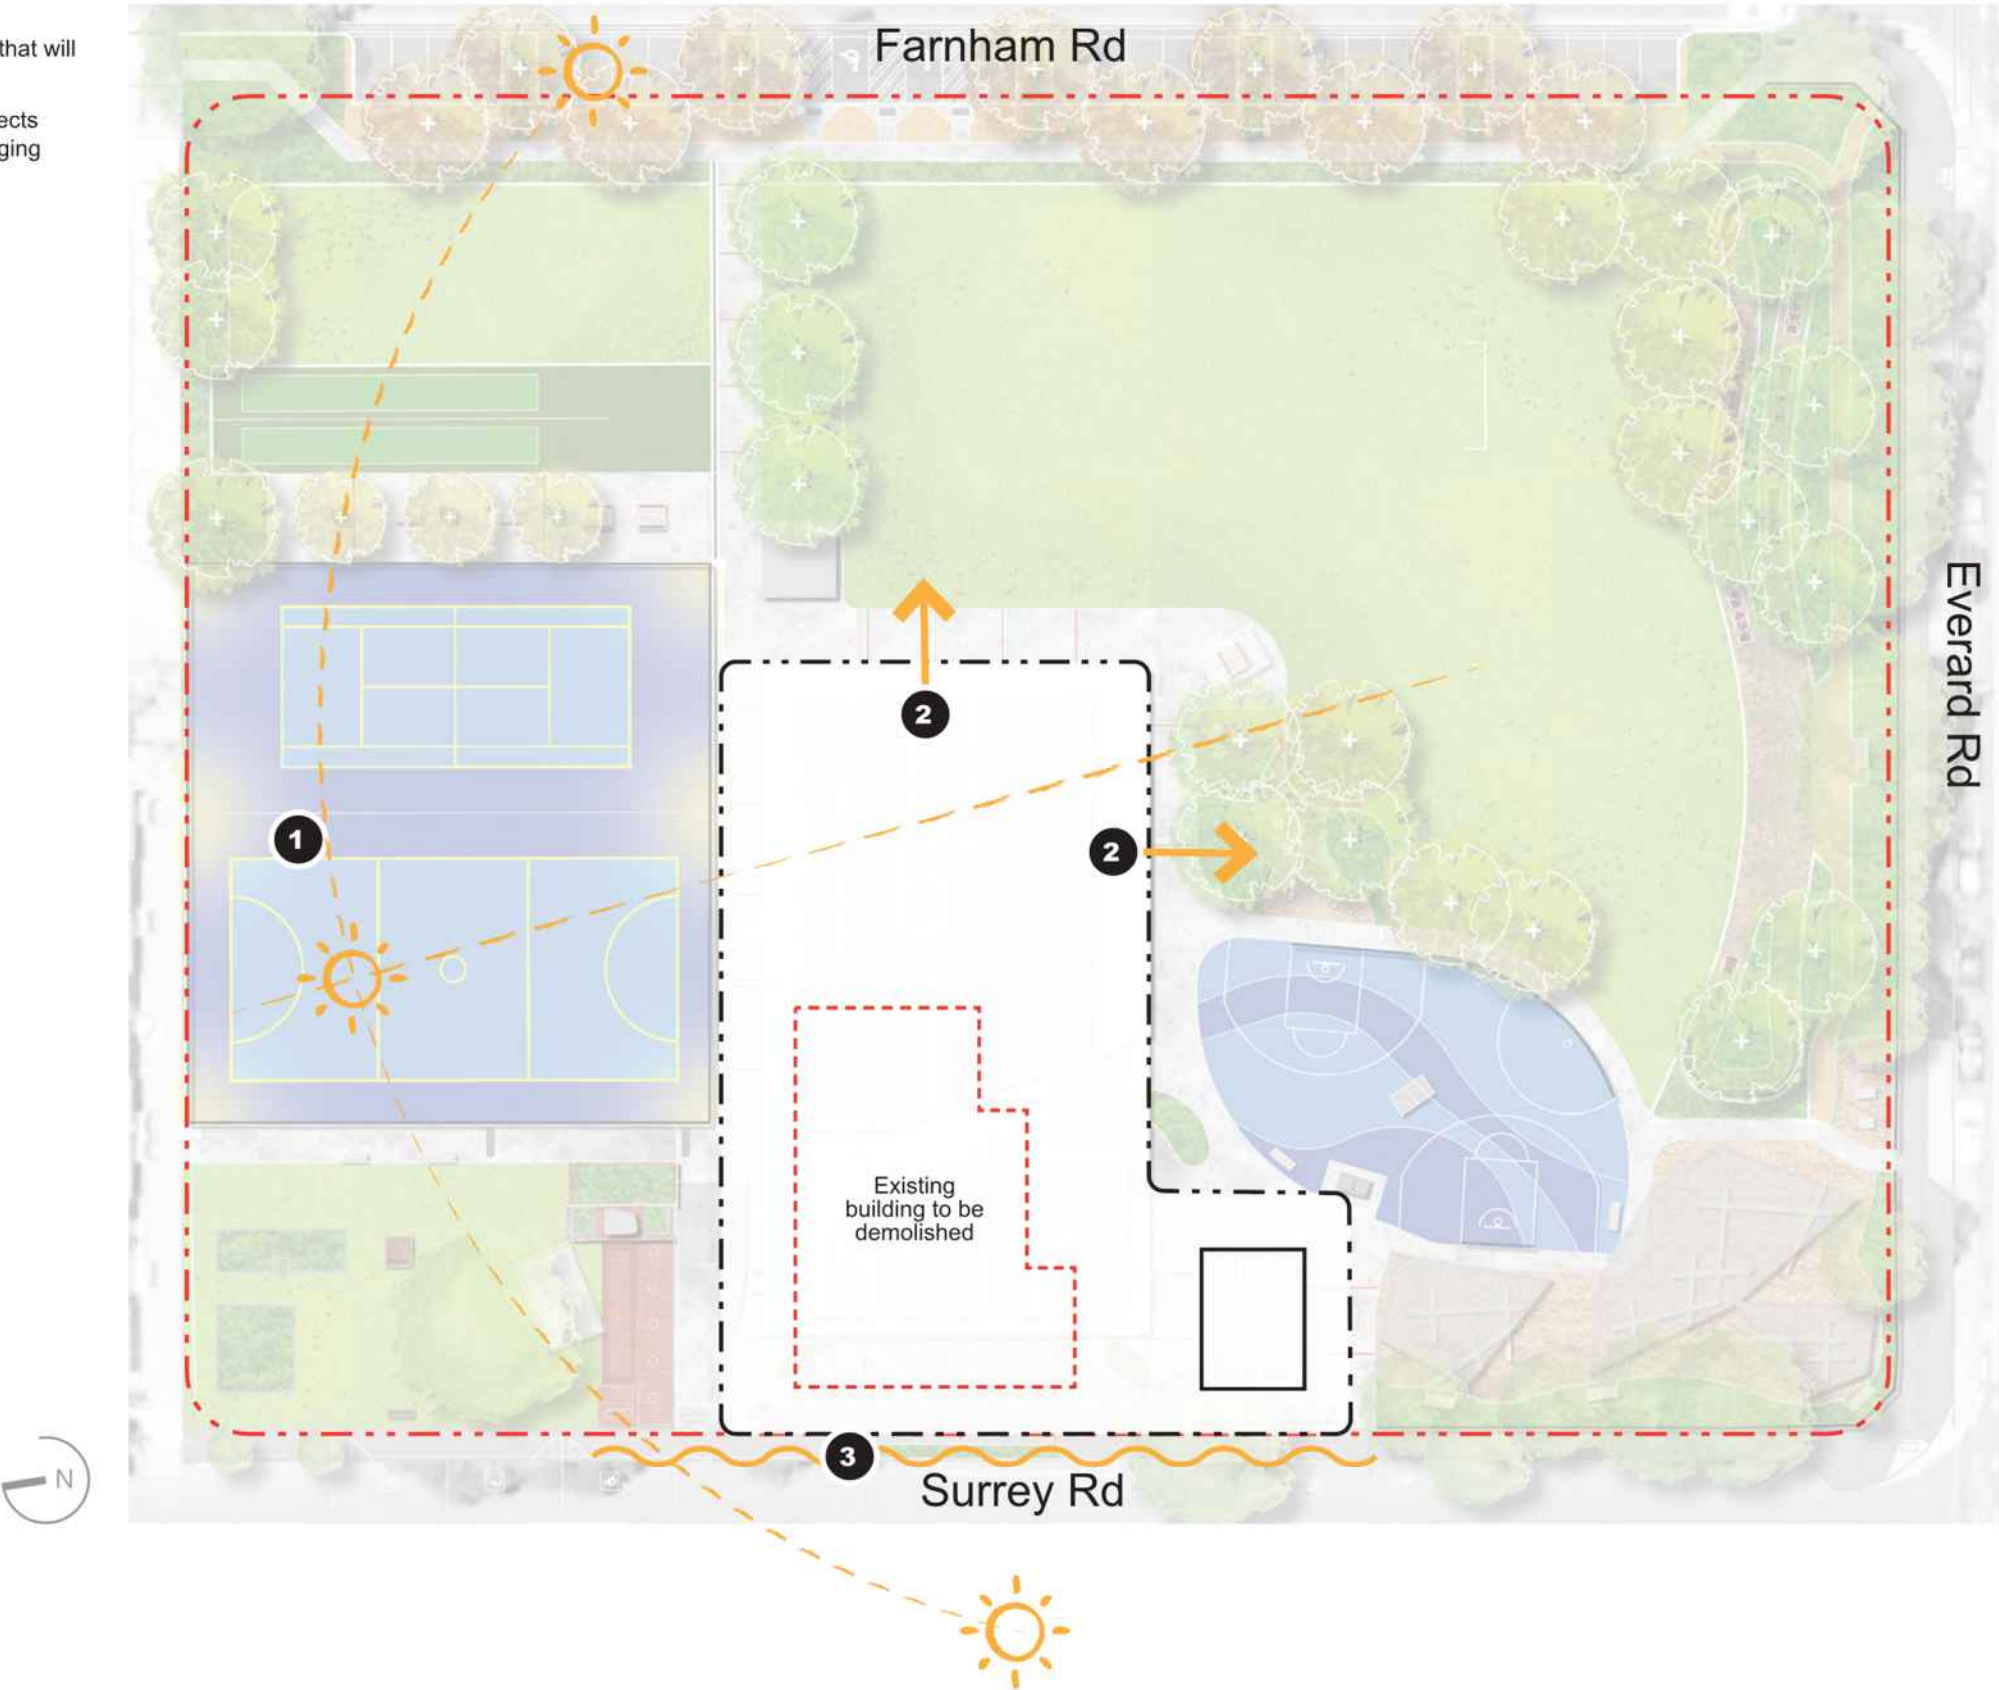 that will
ects
ging
Farnham Rd
Everard Rd
2
2
1
Existing
building to be
demolished
3
Surrey Rd
N